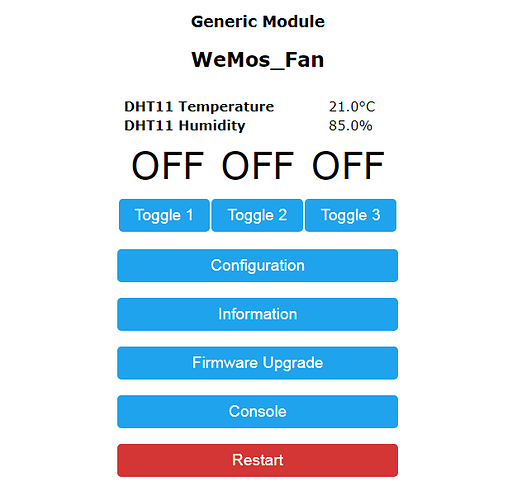 Generic Module
WeMos_Fan
DHT11 Temperature 21.0°C
DHT11 Humidity 85.0%
OFF OFF OFF
Toggle 1 Toggle 2 Toggle 3
Configuration
Information
Firmware Upgrade
Console
Restart